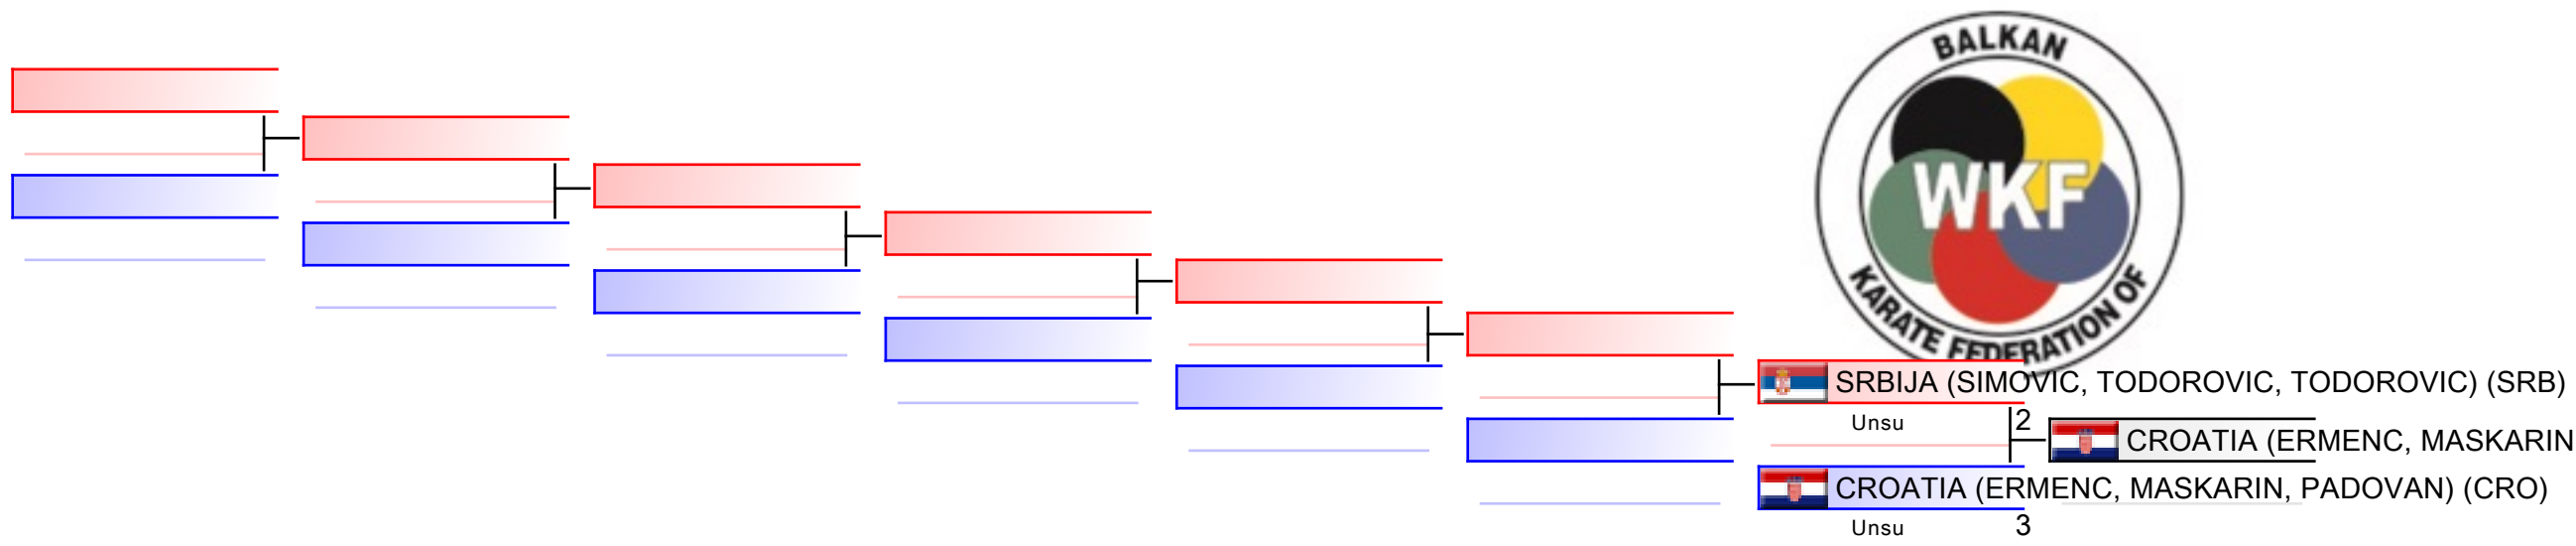 BALKAN
WKF
KARATE FEDERATION OF
SRBIJA (SIMOVIC, TODOROVIC, TODOROVIC) (SRB)
Unsu 2
CROATIA (ERMENC, MASKARIN
CROATIA (ERMENC, MASKARIN, PADOVAN) (CRO)
Unsu 3